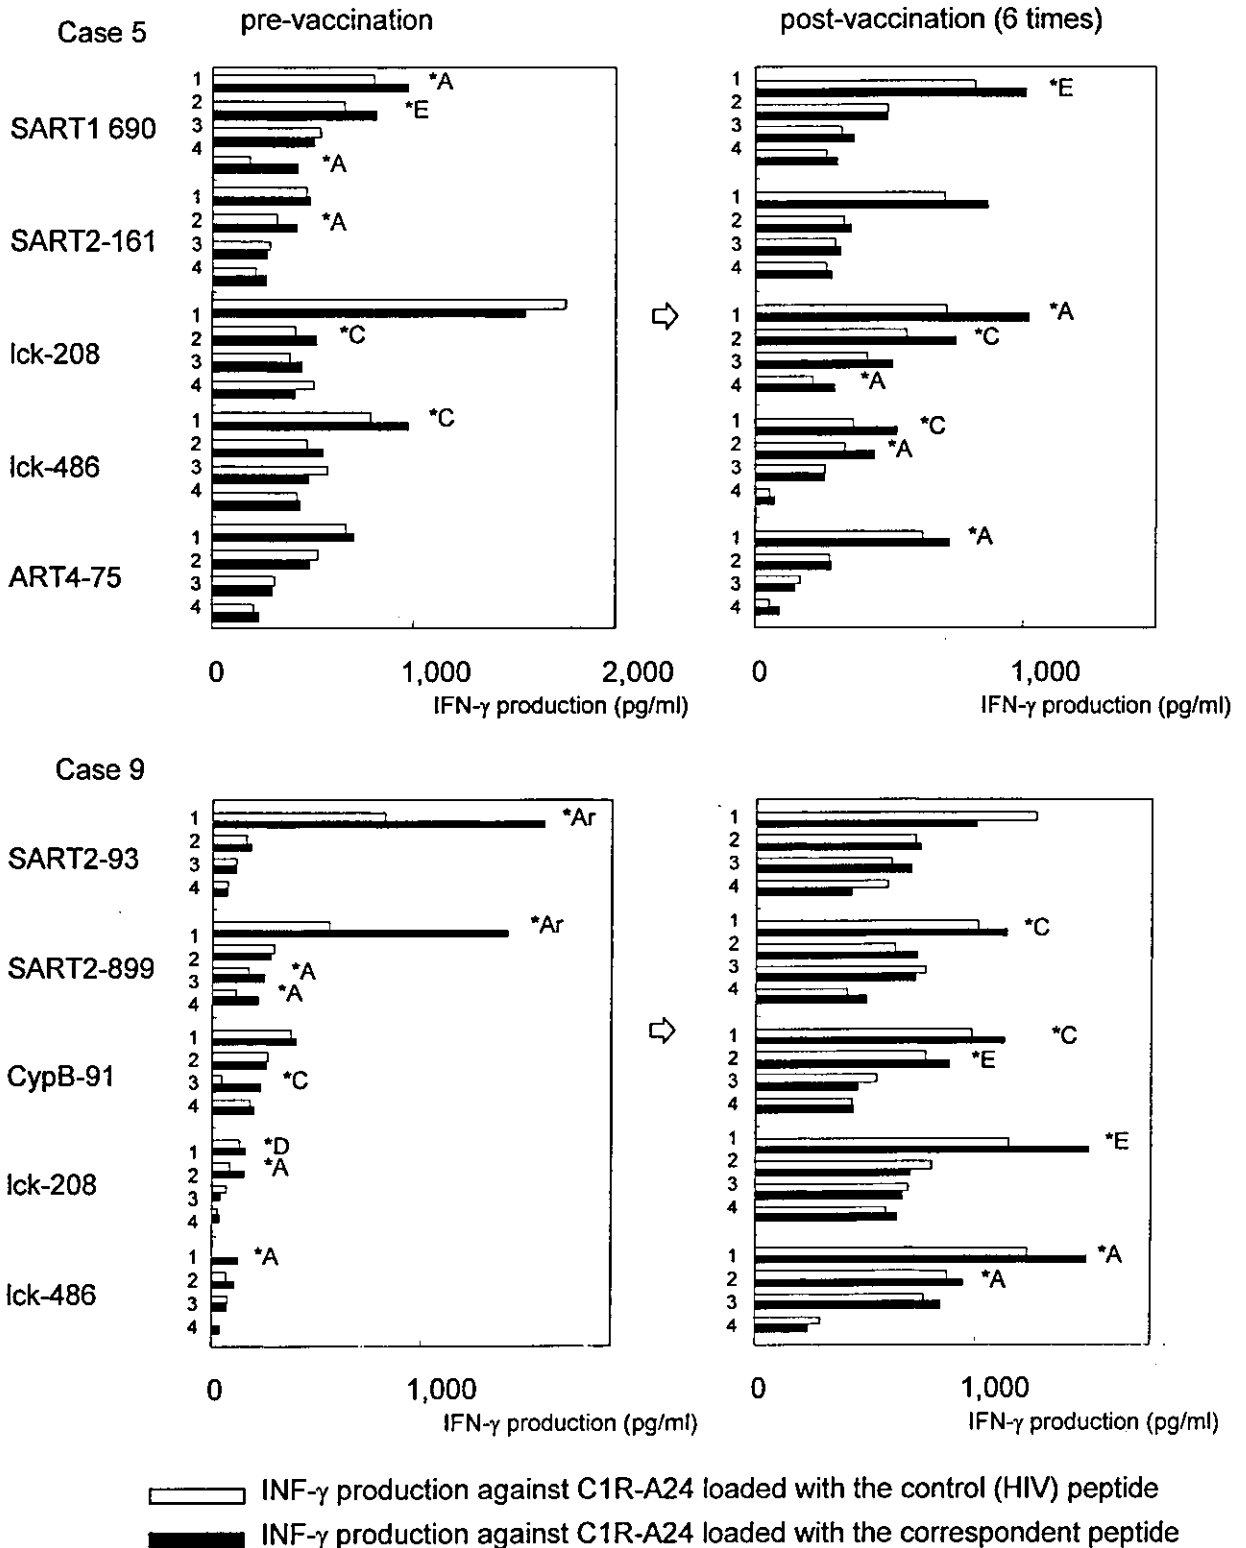 Case 5
pre-vaccination
post-vaccination (6 times)
SART1 690
1 *A
2 *E
3
4 *A
1 *E
2
3
4
SART2-161
1
2 *A
3
4
1
2
3
4
lck-208
1
2 *C
3
4
1 *A
2 *C
3
4 *A
lck-486
1 *C
2
3
4
1 *C
2 *A
3
4
ART4-75
1
2
3
4
1 *A
2
3
4
0 1,000 2,000
IFN-γ production (pg/ml)
0 1,000
IFN-γ production (pg/ml)
Case 9
SART2-93
1 *Ar
2
3
4
1
2
3
4
SART2-899
1 *Ar
2
3 *A
4 *A
1 *C
2
3
4
CypB-91
1
2
3 *C
4
1 *C
2 *E
3
4
lck-208
1 *D
2 *A
3
4
1 *E
2
3
4
lck-486
1 *A
2
3
4
1 *A
2 *A
3
4
0 1,000
IFN-γ production (pg/ml)
0 1,000
IFN-γ production (pg/ml)
INF-γ production against C1R-A24 loaded with the control (HIV) peptide
INF-γ production against C1R-A24 loaded with the correspondent peptide